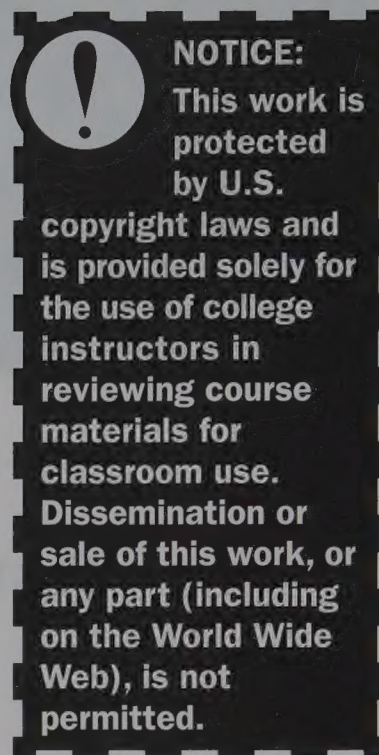 NOTICE:
This work is
protected
by U.S.
copyright laws and
is provided solely for
the use of college
instructors in
reviewing course
materials for
classroom use.
Dissemination or
sale of this work, or
any part (including
on the World Wide
Web), is not
permitted.